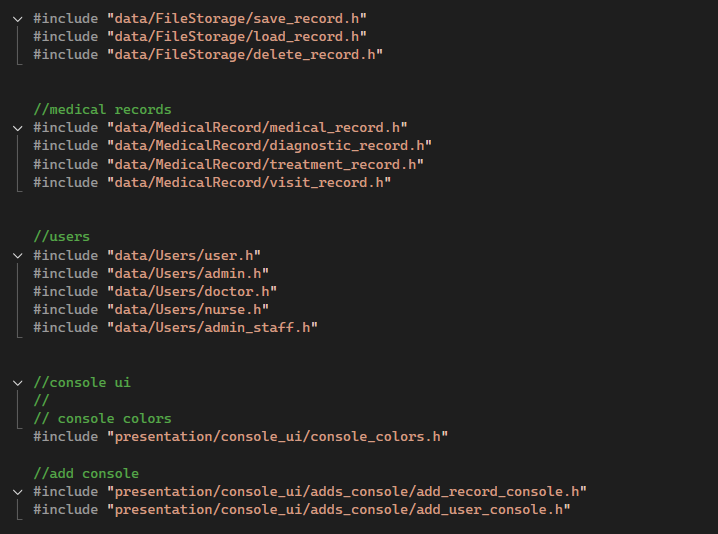 #include "data/FileStorage/save_record.h"
#include "data/FileStorage/load_record.h"
#include "data/FileStorage/delete_record.h"
//medical records
#include "data/MedicalRecord/medical_record.h"
#include "data/MedicalRecord/diagnostic_record.h"
#include "data/MedicalRecord/treatment_record.h"
#include "data/MedicalRecord/visit_record.h"
//users
#include "data/Users/user.h"
#include "data/Users/admin.h"
#include "data/Users/doctor.h"
#include "data/Users/nurse.h"
#include "data/Users/admin_staff.h"
//console ui
//
// console colors
#include "presentation/console_ui/console_colors.h"
//add console
#include "presentation/console_ui/adds_console/add_record_console.h"
#include "presentation/console_ui/adds_console/add_user_console.h"